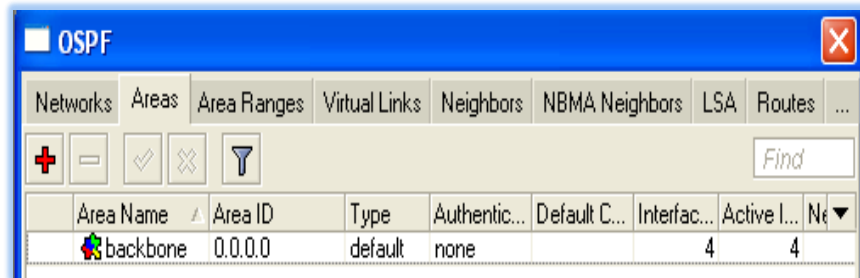 OSPF
Networks Areas Area Ranges Virtual Links Neighbors NBMA Neighbors LSA Routes ...
Find
Area Name Area ID Type Authentic... Default C... Interfac... Active I... Ne
backbone 0.0.0.0 default none 4 4